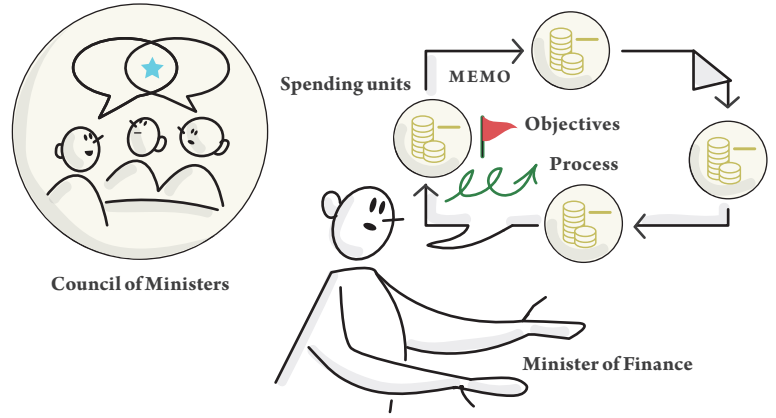 Spending units
MEMO
Objectives
Process
Council of Ministers
Minister of Finance